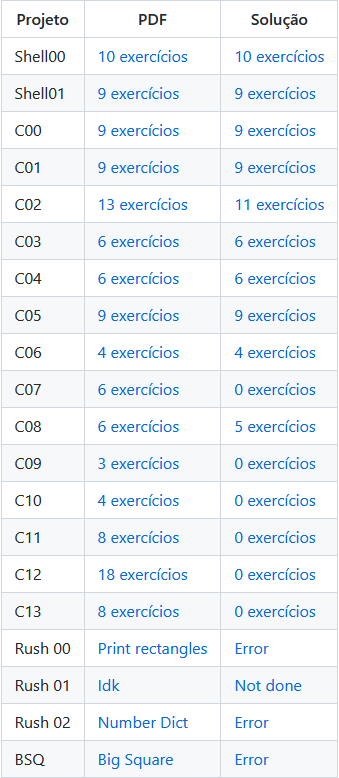 Projeto PDF Solução
Shell00 10 exercícios 10 exercícios
Shell01 9 exercícios 9 exercícios
C00 9 exercícios 9 exercícios
C01 9 exercícios 9 exercícios
C02 13 exercícios 11 exercícios
C03 6 exercícios 6 exercícios
C04 6 exercícios 6 exercícios
C05 9 exercícios 9 exercícios
C06 4 exercícios 4 exercícios
C07 6 exercícios 0 exercícios
C08 6 exercícios 5 exercícios
C09 3 exercícios 0 exercícios
C10 4 exercícios 0 exercícios
C11 8 exercícios 0 exercícios
C12 18 exercícios 0 exercícios
C13 8 exercícios 0 exercícios
Rush 00 Print rectangles Error
Rush 01 Idk Not done
Rush 02 Number Dict Error
BSQ Big Square Error